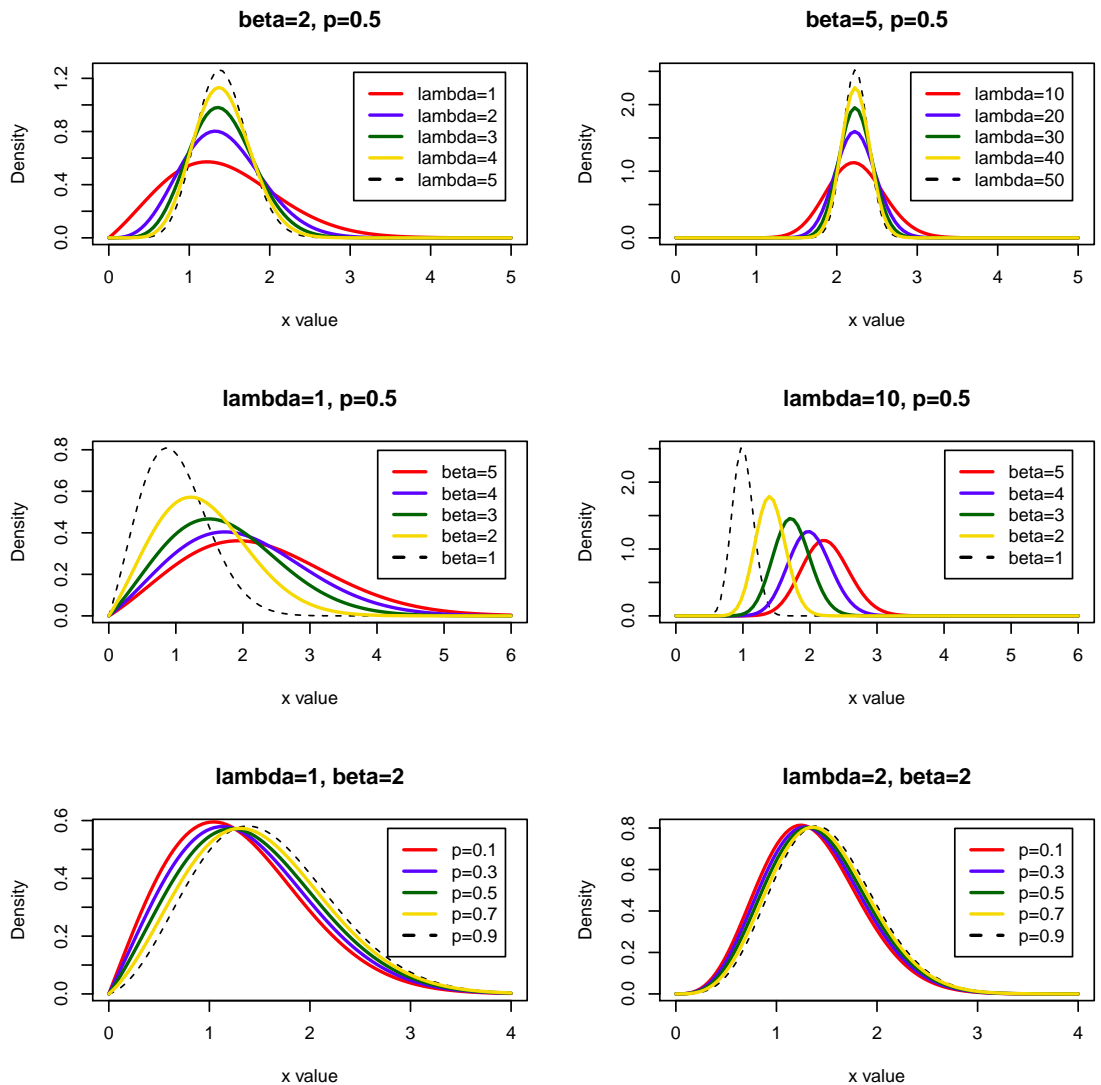 beta=2, p=0.5
Density
0.0 0.4 0.8 1.2
lambda=1
lambda=2
lambda=3
lambda=4
lambda=5
0 1 2 3 4 5
x value
beta=5, p=0.5
Density
0.0 1.0 2.0
lambda=10
lambda=20
lambda=30
lambda=40
lambda=50
0 1 2 3 4 5
x value
lambda=1, p=0.5
Density
0.0 0.2 0.4 0.6 0.8
beta=5
beta=4
beta=3
beta=2
beta=1
0 1 2 3 4 5 6
x value
lambda=10, p=0.5
Density
0.0 1.0 2.0
beta=5
beta=4
beta=3
beta=2
beta=1
0 1 2 3 4 5 6
x value
lambda=1, beta=2
Density
0.0 0.2 0.4 0.6
p=0.1
p=0.3
p=0.5
p=0.7
p=0.9
0 1 2 3 4
x value
lambda=2, beta=2
Density
0.0 0.2 0.4 0.6 0.8
p=0.1
p=0.3
p=0.5
p=0.7
p=0.9
0 1 2 3 4
x value